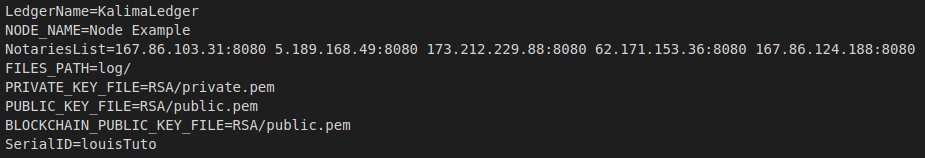 LedgerName=KalimaLedger
NODE_NAME=Node Example
NotariesList=167.86.103.31:8080 5.189.168.49:8080 173.212.229.88:8080 62.171.153.36:8080 167.86.124.188:8080
FILES_PATH=log/
PRIVATE_KEY_FILE=RSA/private.pem
PUBLIC_KEY_FILE=RSA/public.pem
BLOCKCHAIN_PUBLIC_KEY_FILE=RSA/public.pem
SerialID=louisTuto